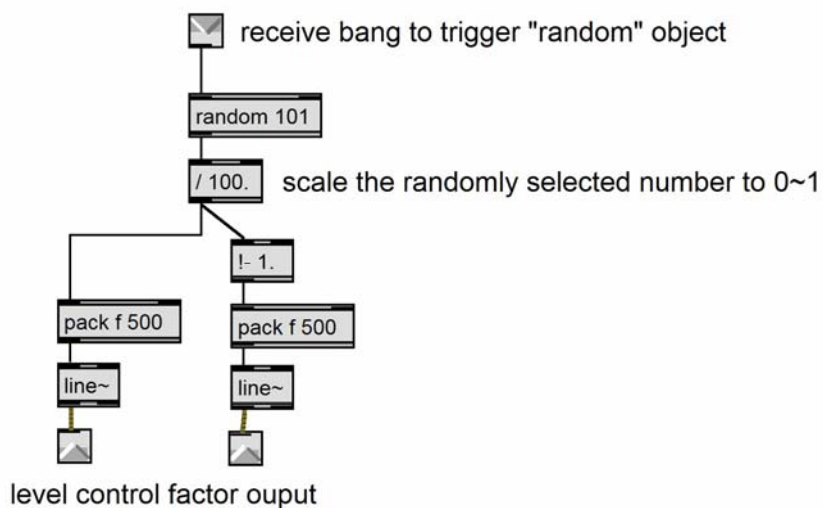 receive bang to trigger "random" object
random 101
/ 100.
scale the randomly selected number to 0~1
!- 1.
pack f 500
pack f 500
line~
line~
level control factor ouput